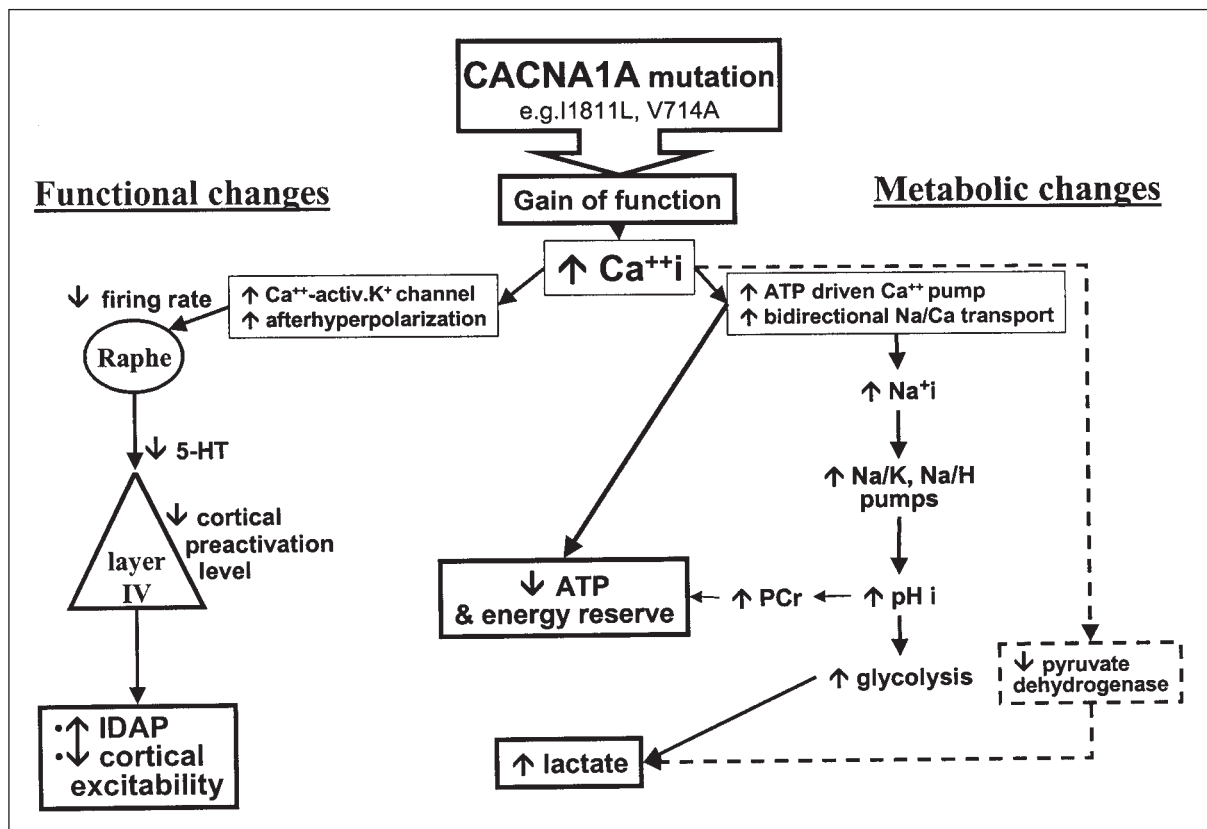 CACNA1A mutation
e.g.I1811L, V714A
Functional changes
Metabolic changes
Gain of function
↑ Ca⁺⁺i
↓ firing rate
↑ Ca⁺⁺-activ.K⁺ channel
↑ afterhyperpolarization
↑ ATP driven Ca⁺⁺ pump
↑ bidirectional Na/Ca transport
Raphe
↓ 5-HT
↓ cortical
preactivation
level
layer
IV
•↑ IDAP
•↓ cortical
excitability
↑ Na⁺i
↑ Na/K, Na/H
pumps
↓ ATP
& energy reserve
↑ PCr
↑ pH i
↑ glycolysis
↓ pyruvate
dehydrogenase
↑ lactate